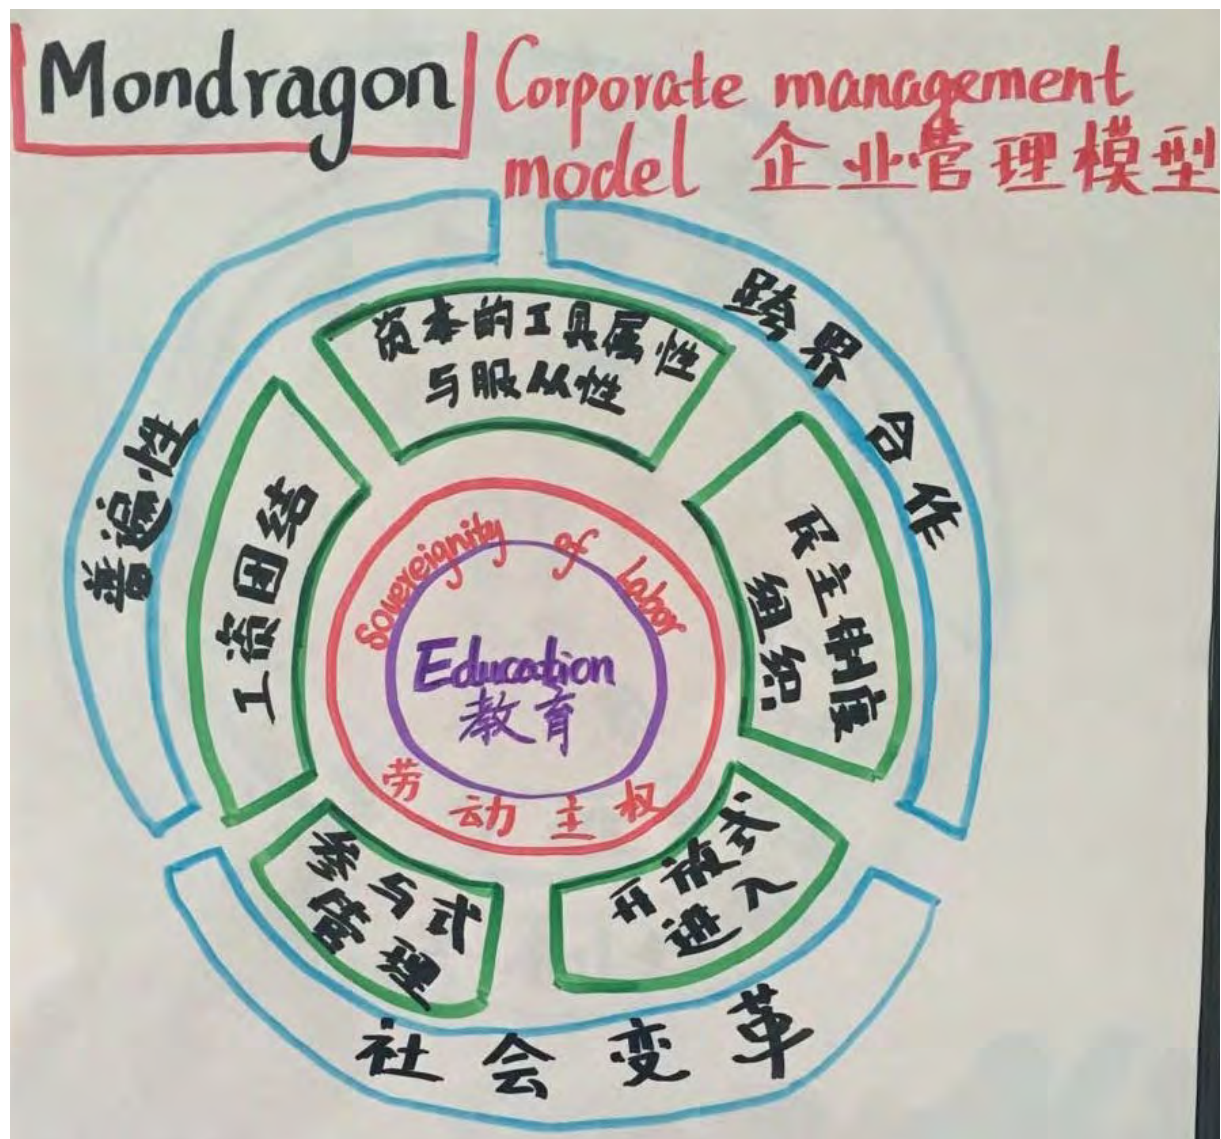 Mondragon
Corporate management
model 企业管理模型
普遍性
跨界合作
资本的工具属性
与服从性
工资团结
民主制度
组织
Sovereignity of Labor
Education
教育
劳动主权
参与式
管理
开放式
进入
社会变革